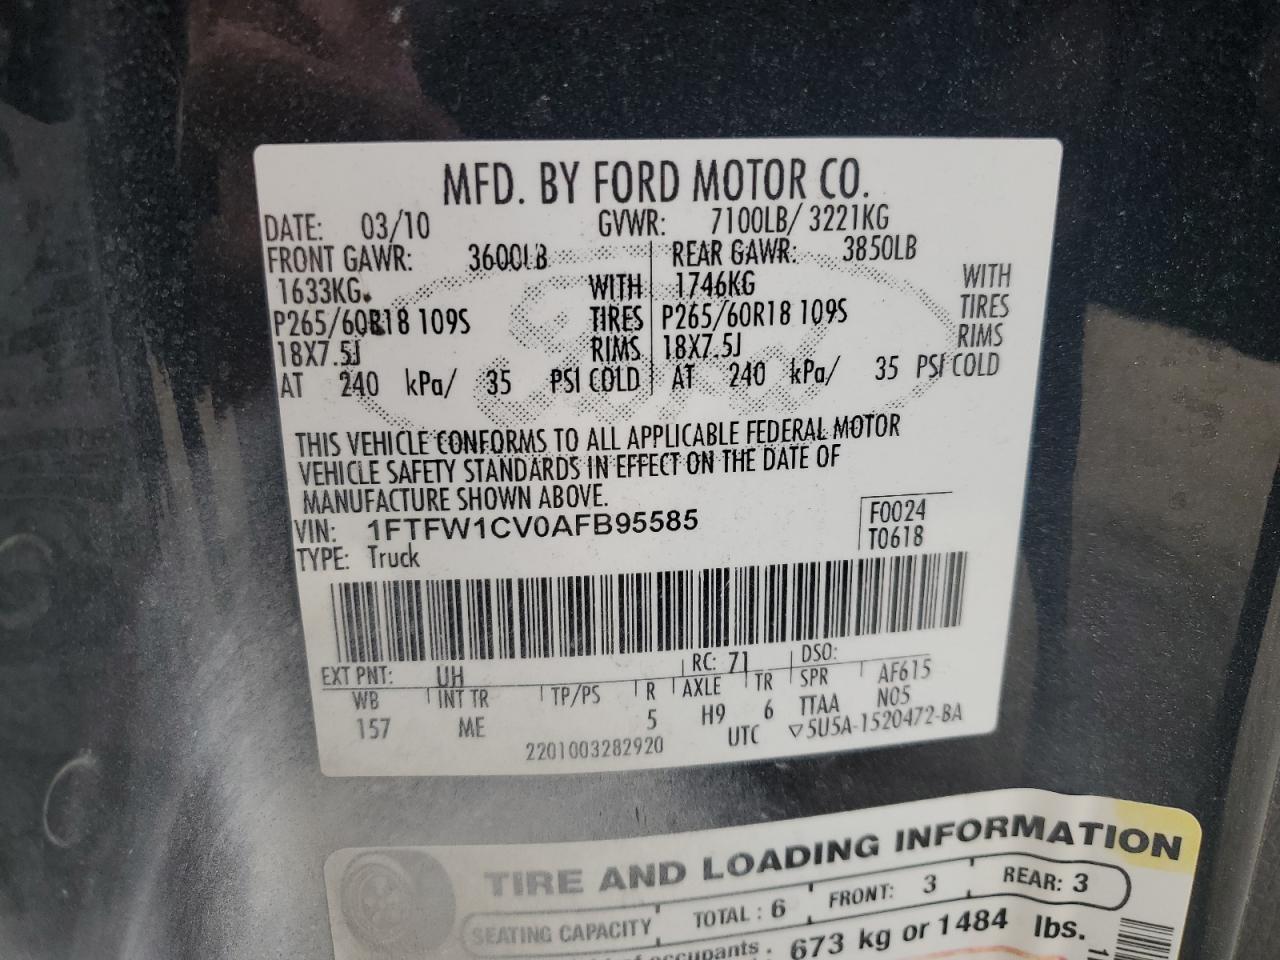 MFD. BY FORD MOTOR CO.
DATE: 03/10 GVWR: 7100LB/ 3221KG
FRONT GAWR: 3600LB REAR GAWR: 3850LB
1633KG. WITH 1746KG WITH
P265/60R18 109S TIRES P265/60R18 109S TIRES
18X7.5J RIMS 18X7.5J RIMS
AT 240 kPa/ 35 PSI COLD AT 240 kPa/ 35 PSI COLD
THIS VEHICLE CONFORMS TO ALL APPLICABLE FEDERAL MOTOR
VEHICLE SAFETY STANDARDS IN EFFECT ON THE DATE OF
MANUFACTURE SHOWN ABOVE.
VIN: 1FTFW1CV0AFB95585 F0024
TYPE: Truck T0618
EXT PNT: UH RC: 71 DSO:
WB INT TR TP/PS R AXLE TR SPR AF615
157 ME 5 H9 6 TTAA N05
2201003282920 UTC ▽5U5A-1520472-BA
TIRE AND LOADING INFORMATION
SEATING CAPACITY TOTAL : 6 FRONT: 3 REAR: 3
occupants . 673 kg or 1484 lbs.